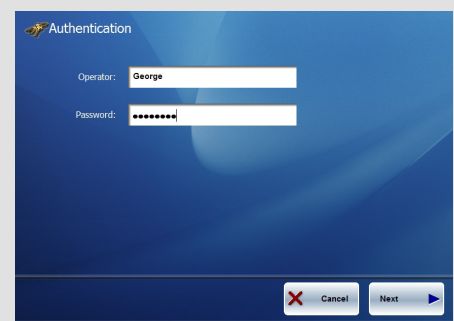 Authentication
Operator: George
Password: ●●●●●●●●
Cancel Next